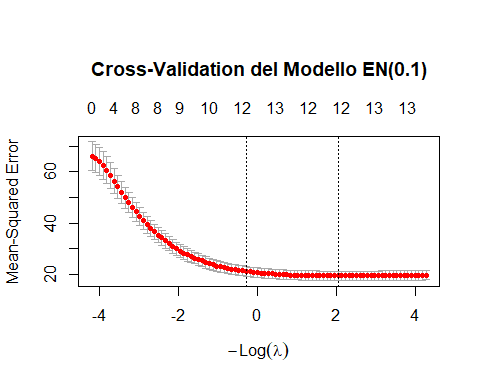 Cross-Validation del Modello EN(0.1)
0 4 8 8 9 10 12 13 12 12 13 13
Mean-Squared Error
60
40
20
-4 -2 0 2 4
−Log(λ)